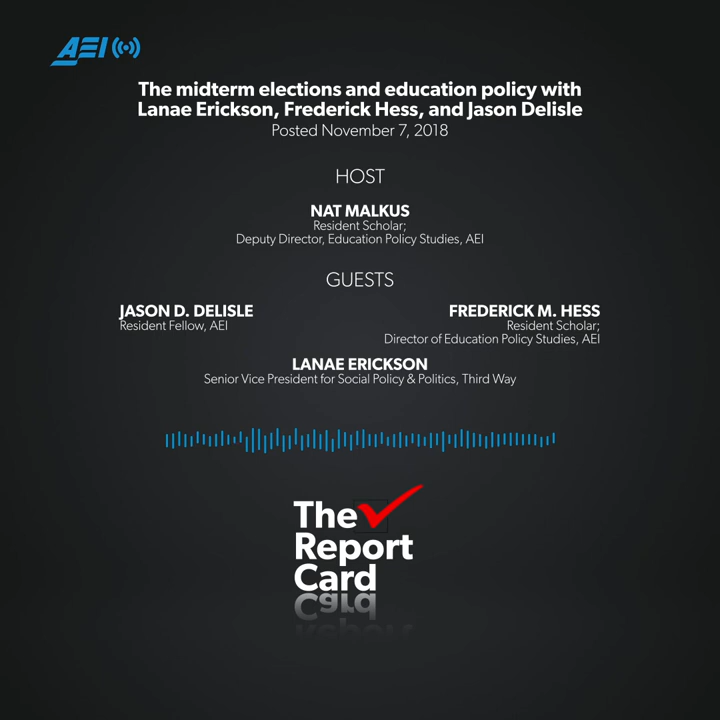 AEI
The midterm elections and education policy with
Lanae Erickson, Frederick Hess, and Jason Delisle
Posted November 7, 2018
HOST
NAT MALKUS
Resident Scholar;
Deputy Director, Education Policy Studies, AEI
GUESTS
JASON D. DELISLE
Resident Fellow, AEI
FREDERICK M. HESS
Resident Scholar;
Director of Education Policy Studies, AEI
LANAE ERICKSON
Senior Vice President for Social Policy & Politics, Third Way
The
Report
Card